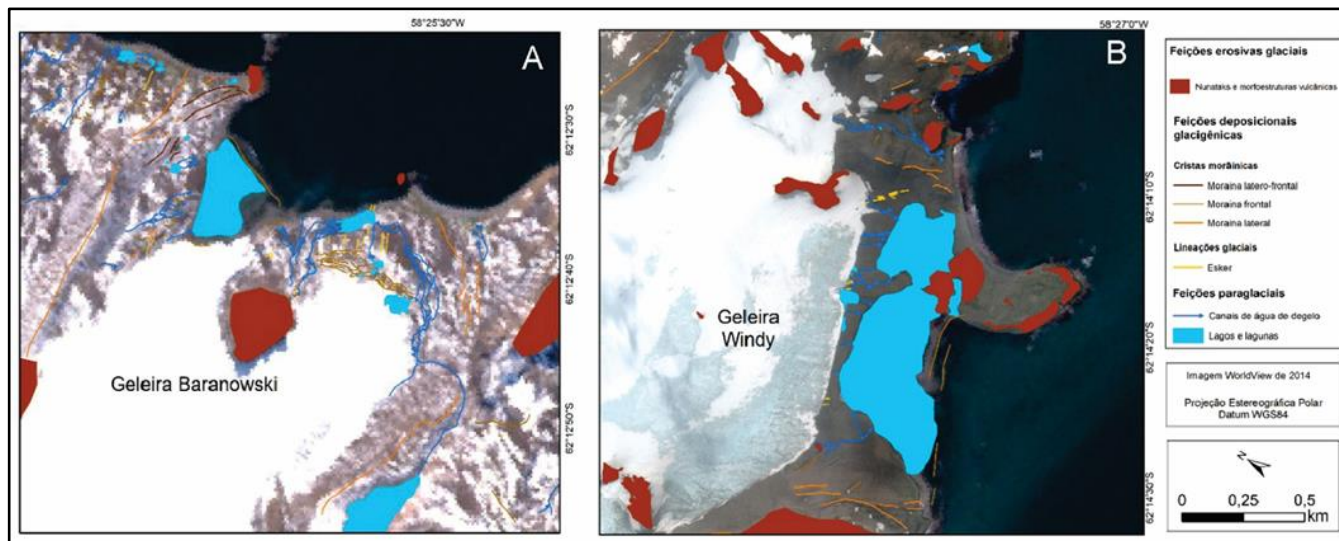 58°25'30"W
A
62°12'30"S
62°12'40"S
62°12'50"S
Geleira Baranowski
58°27'0"W
B
62°14'10"S
62°14'20"S
62°14'30"S
Geleira
Windy
Feições erosivas glaciais
Nunataks e morfoestruturas vulcânicas
Feições deposicionais
glacigênicas
Cristas morâinicas
Moraina latero-frontal
Moraina frontal
Moraina lateral
Lineações glaciais
Esker
Feições paraglaciais
Canais de água de degelo
Lagos e lagunas
Imagem WorldView de 2014
Projeção Estereográfica Polar
Datum WGS84
N
0 0,25 0,5
km